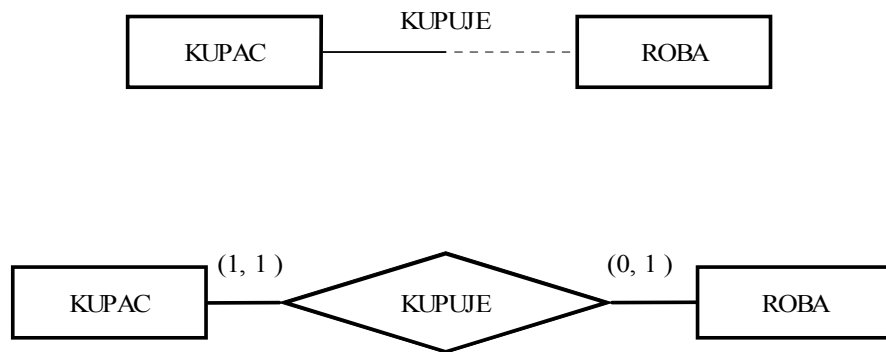 KUPUJE
KUPAC
ROBA
(1, 1 )
(0, 1 )
KUPAC
KUPUJE
ROBA